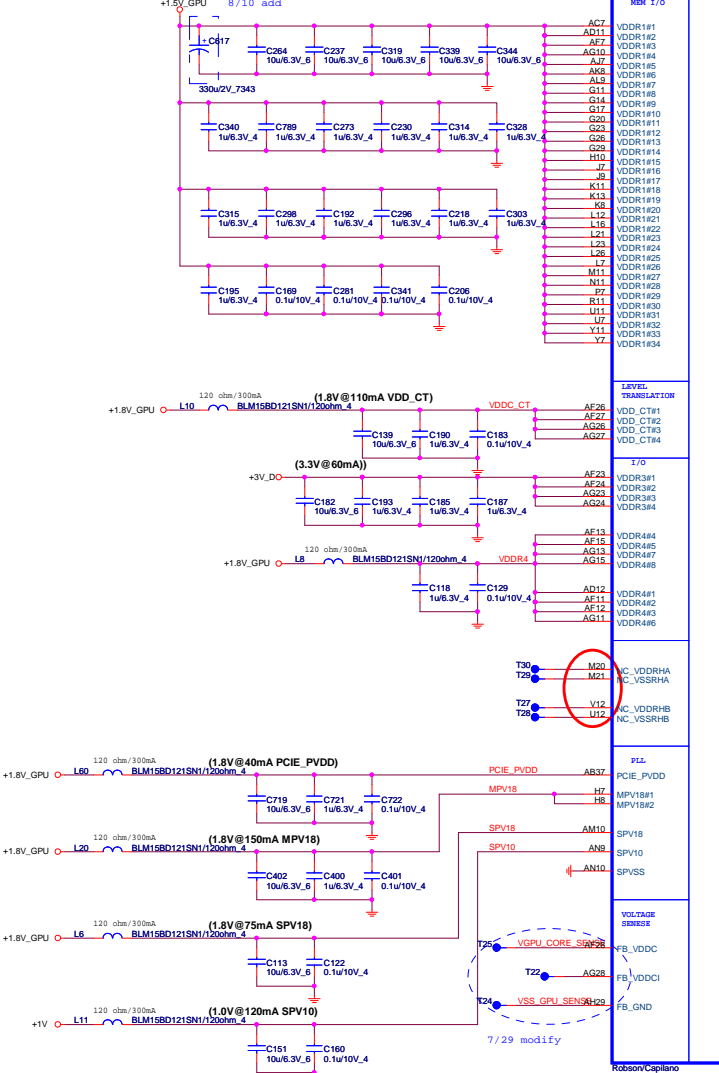 +1.5V_GPU
8/10 add
MEM I/O
+ C617
330u/2V_7343
C264
10u/6.3V_6
C237
10u/6.3V_6
C319
10u/6.3V_6
C339
10u/6.3V_6
C344
10u/6.3V_6
C340
1u/6.3V_4
C789
1u/6.3V_4
C273
1u/6.3V_4
C230
1u/6.3V_4
C314
1u/6.3V_4
C328
1u/6.3V_4
C315
1u/6.3V_4
C298
1u/6.3V_4
C192
1u/6.3V_4
C296
1u/6.3V_4
C218
1u/6.3V_4
C303
1u/6.3V_4
C195
1u/6.3V_4
C169
0.1u/10V_4
C281
0.1u/10V_4
C341
0.1u/10V_4
C206
0.1u/10V_4
AC7 VDDR1#1
AD11 VDDR1#2
AF7 VDDR1#3
AG10 VDDR1#4
AJ7 VDDR1#5
AK8 VDDR1#6
AL9 VDDR1#7
G11 VDDR1#8
G14 VDDR1#9
G17 VDDR1#10
G20 VDDR1#11
G23 VDDR1#12
G26 VDDR1#13
G29 VDDR1#14
H10 VDDR1#15
J7 VDDR1#16
J9 VDDR1#17
K11 VDDR1#18
K13 VDDR1#19
K8 VDDR1#20
L12 VDDR1#21
L16 VDDR1#22
L21 VDDR1#23
L23 VDDR1#24
L26 VDDR1#25
L7 VDDR1#26
M11 VDDR1#27
N11 VDDR1#28
P7 VDDR1#29
R11 VDDR1#30
U11 VDDR1#31
U7 VDDR1#32
Y11 VDDR1#33
Y7 VDDR1#34
LEVEL
TRANSLATION
120 ohm/300mA
(1.8V@110mA VDD_CT)
+1.8V_GPU L10 BLM15BD121SN1/120ohm_4 VDDC_CT
C139
10u/6.3V_6
C190
1u/6.3V_4
C183
0.1u/10V_4
AF26 VDD_CT#1
AF27 VDD_CT#2
AG26 VDD_CT#3
AG27 VDD_CT#4
I/O
(3.3V@60mA))
+3V_D
C182
10u/6.3V_6
C193
1u/6.3V_4
C185
1u/6.3V_4
C187
1u/6.3V_4
AF23 VDDR3#1
AF24 VDDR3#2
AG23 VDDR3#3
AG24 VDDR3#4
120 ohm/300mA
+1.8V_GPU L8 BLM15BD121SN1/120ohm_4 VDDR4
C118
1u/6.3V_4
C129
0.1u/10V_4
AF13 VDDR4#4
AF15 VDDR4#5
AG13 VDDR4#7
AG15 VDDR4#8
AD12 VDDR4#1
AF11 VDDR4#2
AF12 VDDR4#3
AG11 VDDR4#6
T30 M20 NC_VDDRHA
T29 M21 NC_VSSRHA
T27 V12 NC_VDDRHB
T28 U12 NC_VSSRHB
PLL
120 ohm/300mA
(1.8V@40mA PCIE_PVDD)
+1.8V_GPU L60 BLM15BD121SN1/120ohm_4 PCIE_PVDD AB37 PCIE_PVDD
C719
10u/6.3V_6
C721
1u/6.3V_4
C722
0.1u/10V_4
MPV18 H7 MPV18#1
H8 MPV18#2
SPV18 AM10 SPV18
120 ohm/300mA
(1.8V@150mA MPV18)
+1.8V_GPU L20 BLM15BD121SN1/120ohm_4
SPV10 AN9 SPV10
C402
10u/6.3V_6
C400
1u/6.3V_4
C401
0.1u/10V_4
AN10 SPVSS
VOLTAGE
SENESE
120 ohm/300mA
(1.8V@75mA SPV18)
+1.8V_GPU L6 BLM15BD121SN1/120ohm_4
C113
10u/6.3V_6
C122
0.1u/10V_4
T25 VGPU_CORE_SENSE AF28 FB_VDDC
T22 AG28 FB_VDDCI
T24 VSS_GPU_SENSE AH29 FB_GND
120 ohm/300mA
(1.0V@120mA SPV10)
+1V L11 BLM15BD121SN1/120ohm_4
C151
10u/6.3V_6
C160
0.1u/10V_4
7/29 modify
Robson/Capilano